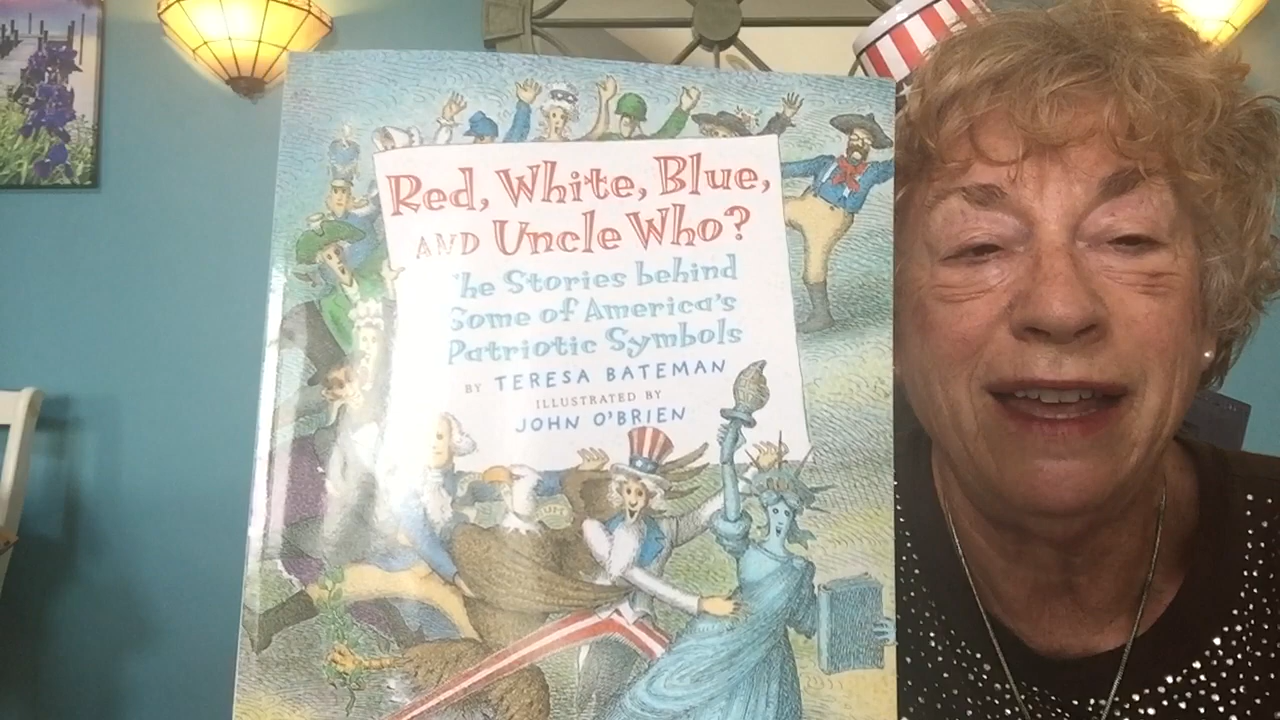 Red, White, Blue,
AND Uncle Who?
The Stories behind
Some of America's
Patriotic Symbols
BY TERESA BATEMAN
ILLUSTRATED BY
JOHN O'BRIEN